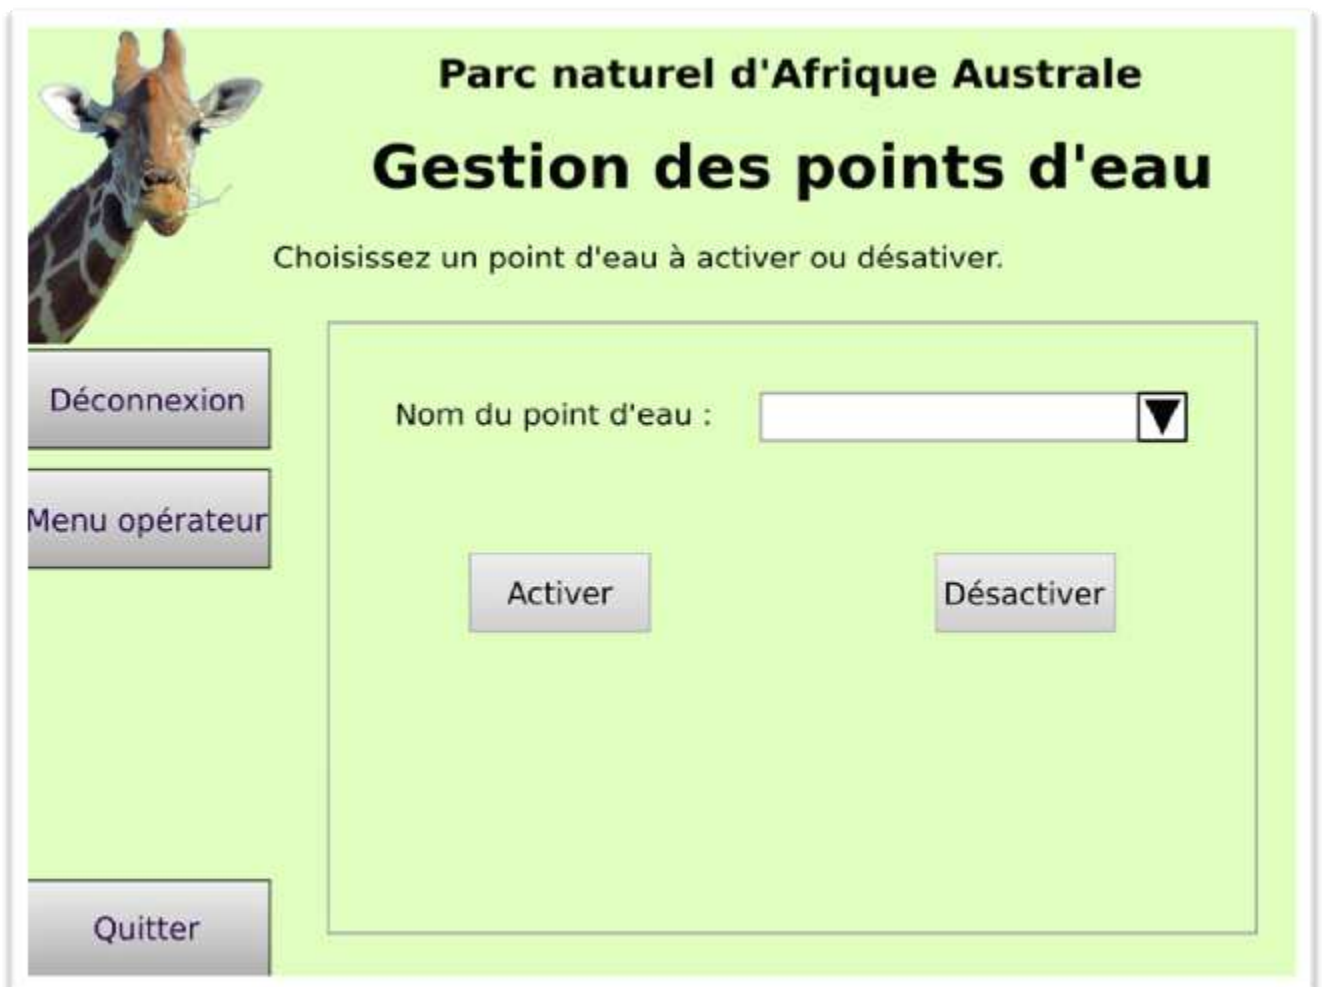 Parc naturel d'Afrique Australe
Gestion des points d'eau
Choisissez un point d'eau à activer ou désativer.
Déconnexion
Menu opérateur
Nom du point d'eau :
Activer
Désactiver
Quitter